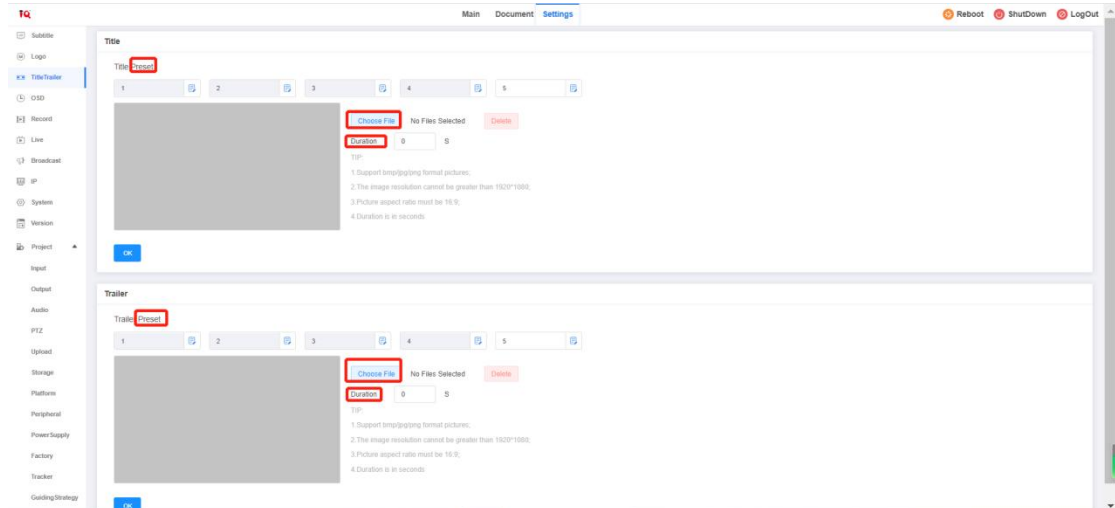 IQ
Main Document Settings
Reboot ShutDown LogOut
Subtitle
Logo
TitleTrailer
OSD
Record
Live
Broadcast
IP
System
Version
Project
Input
Output
Audio
PTZ
Upload
Storage
Platform
Peripheral
PowerSupply
Factory
Tracker
GuidingStrategy
Title
Title Preset
1 2 3 4 5
Choose File No Files Selected Delete
Duration 0 S
TIP:
1.Support bmp/jpg/png format pictures;
2.The image resolution cannot be greater than 1920*1080;
3.Picture aspect ratio must be 16:9;
4.Duration is in seconds
OK
Trailer
Trailer Preset
1 2 3 4 5
Choose File No Files Selected Delete
Duration 0 S
TIP:
1.Support bmp/jpg/png format pictures;
2.The image resolution cannot be greater than 1920*1080;
3.Picture aspect ratio must be 16:9;
4.Duration is in seconds
OK